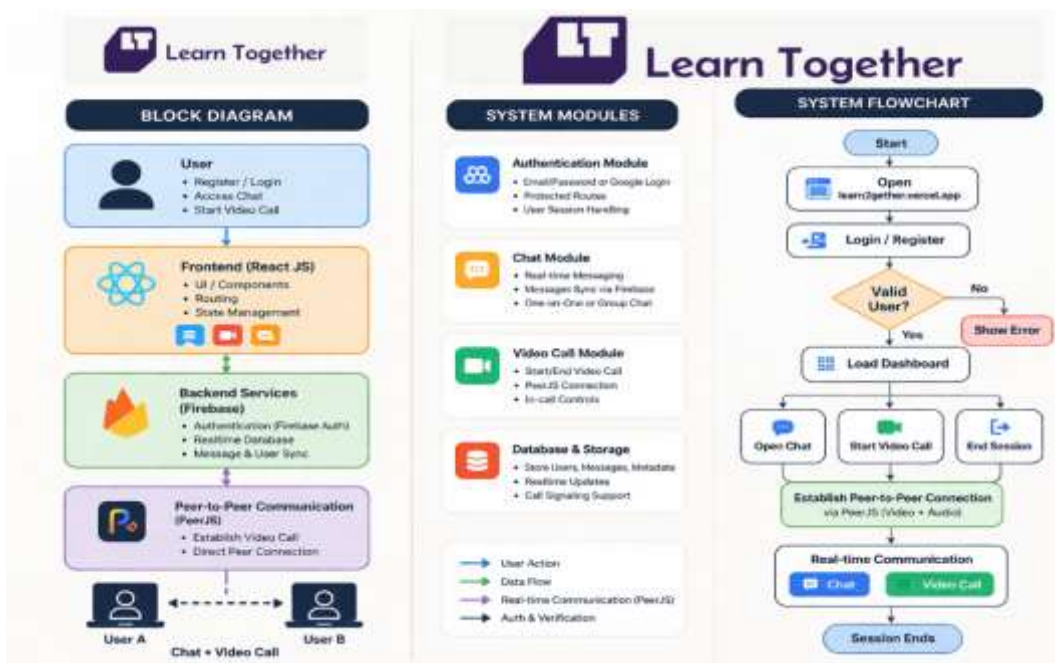 LT Learn Together
BLOCK DIAGRAM
User
• Register / Login
• Access Chat
• Start Video Call
Frontend (React JS)
• UI / Components
• Routing
• State Management
Backend Services
(Firebase)
• Authentication (Firebase Auth)
• Realtime Database
• Message & User Sync
Peer-to-Peer Communication
(PeerJS)
• Establish Video Call
• Direct Peer Connection
User A
User B
Chat + Video Call
LT Learn Together
SYSTEM MODULES
Authentication Module
• Email/Password or Google Login
• Protected Routes
• User Session Handling
Chat Module
• Real-time Messaging
• Messages Sync via Firebase
• One-on-One or Group Chat
Video Call Module
• Start/End Video Call
• PeerJS Connection
• In-call Controls
Database & Storage
• Store Users, Messages, Metadata
• Realtime Updates
• Call Signaling Support
User Action
Data Flow
Real-time Communication (PeerJS)
Auth & Verification
SYSTEM FLOWCHART
Start
Open
learn2gether.vercel.app
Login / Register
Valid
User?
No
Show Error
Yes
Load Dashboard
Open Chat
Start Video Call
End Session
Establish Peer-to-Peer Connection
via PeerJS (Video + Audio)
Real-time Communication
Chat
Video Call
Session Ends